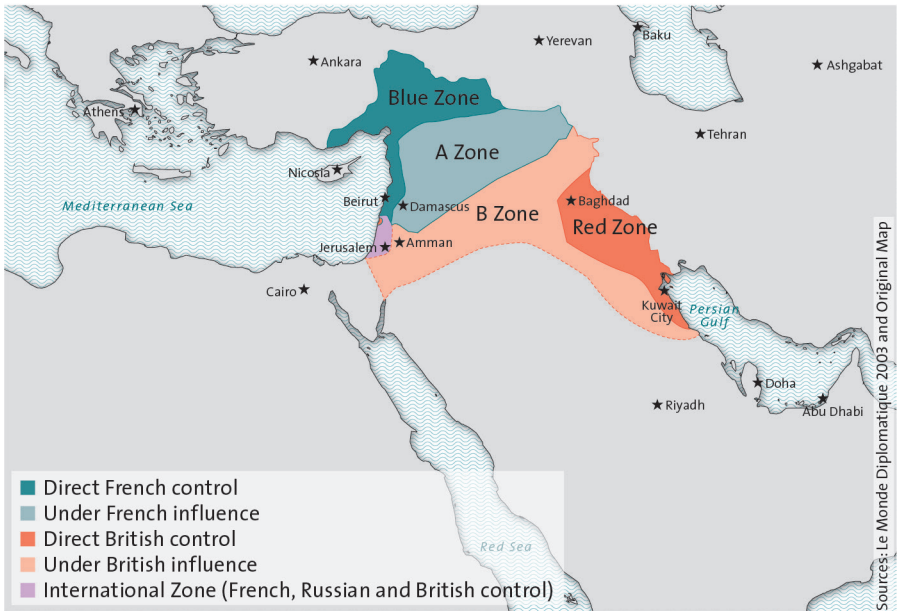 Baku
Yerevan
Ankara
Ashgabat
Blue Zone
Athens
Tehran
A Zone
Nicosia
Beirut
Damascus
Baghdad
Mediterranean Sea
B Zone
Red Zone
Jerusalem
Amman
Cairo
Kuwait
City
Persian
Gulf
Doha
Abu Dhabi
Riyadh
Direct French control
Under French influence
Direct British control
Under British influence
International Zone (French, Russian and British control)
Red Sea
Sources: Le Monde Diplomatique 2003 and Original Map